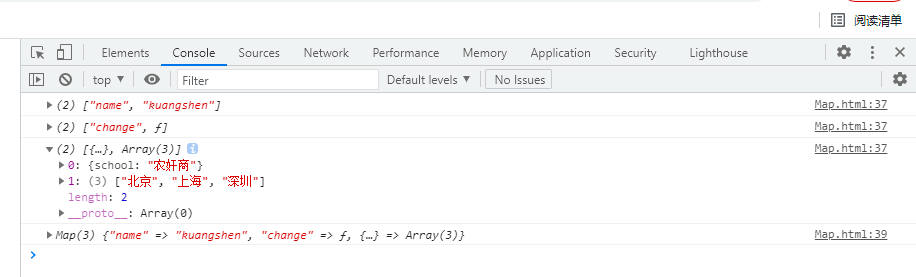 阅读清单
Elements Console Sources Network Performance Memory Application Security Lighthouse
top Filter Default levels No Issues
(2) ["name", "kuangshen"] Map.html:37
(2) ["change", ƒ] Map.html:37
(2) [{…}, Array(3)] i Map.html:37
0: {school: "农奸商"}
1: (3) ["北京", "上海", "深圳"]
length: 2
__proto__: Array(0)
Map(3) {"name" => "kuangshen", "change" => ƒ, {…} => Array(3)} Map.html:39